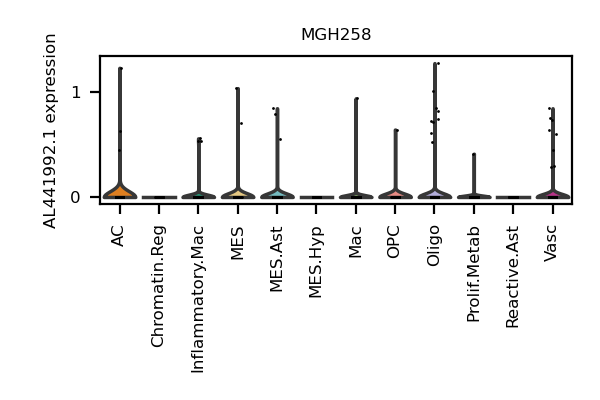 MGH258
AL441992.1 expression
1
0
AC
Chromatin.Reg
Inflammatory.Mac
MES
MES.Ast
MES.Hyp
Mac
OPC
Oligo
Prolif.Metab
Reactive.Ast
Vasc